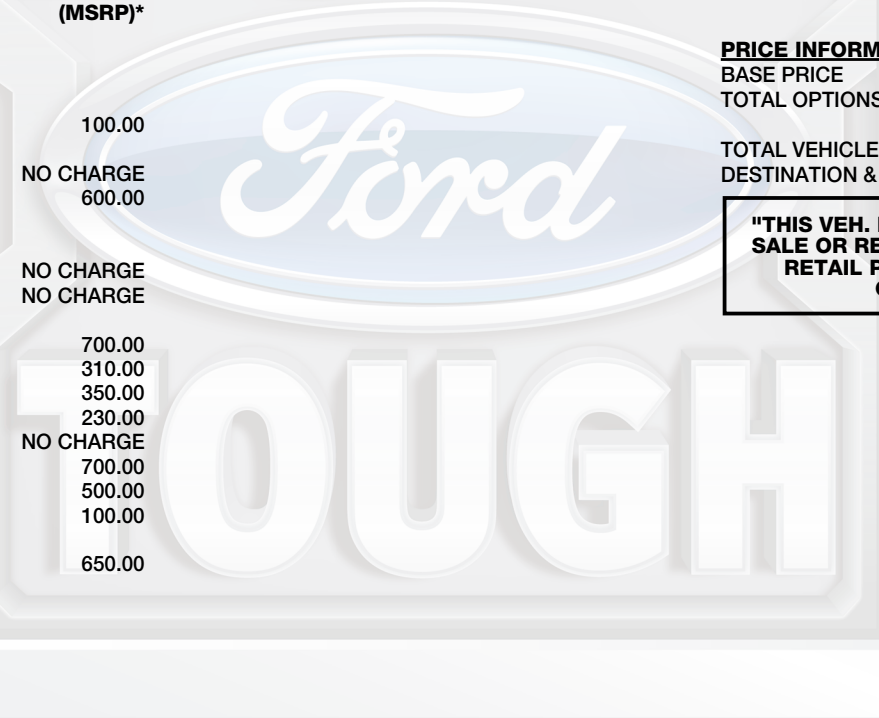 (MSRP)*
100.00
NO CHARGE
600.00
NO CHARGE
NO CHARGE
700.00
310.00
350.00
230.00
NO CHARGE
700.00
500.00
100.00
650.00
PRICE INFORM
BASE PRICE
TOTAL OPTIONS
TOTAL VEHICLE
DESTINATION &
"THIS VEH.
SALE OR RE
RETAIL P
Ford
TOUGH